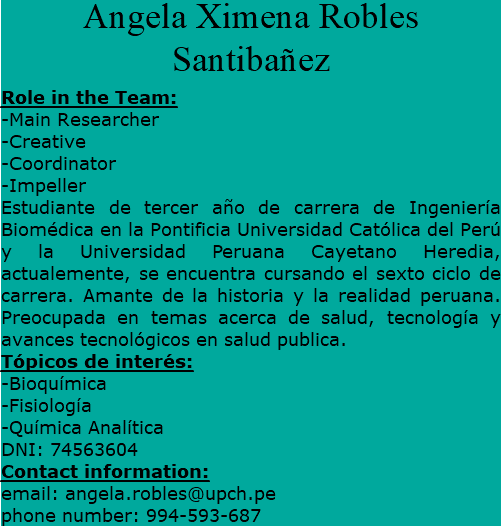 Angela Ximena Robles
Santibañez
Role in the Team:
-Main Researcher
-Creative
-Coordinator
-Impeller
Estudiante de tercer año de carrera de Ingeniería
Biomédica en la Pontificia Universidad Católica del Perú
y la Universidad Peruana Cayetano Heredia,
actualemente, se encuentra cursando el sexto ciclo de
carrera. Amante de la historia y la realidad peruana.
Preocupada en temas acerca de salud, tecnología y
avances tecnológicos en salud publica.
Tópicos de interés:
-Bioquímica
-Fisiología
-Química Analítica
DNI: 74563604
Contact information:
email: angela.robles@upch.pe
phone number: 994-593-687